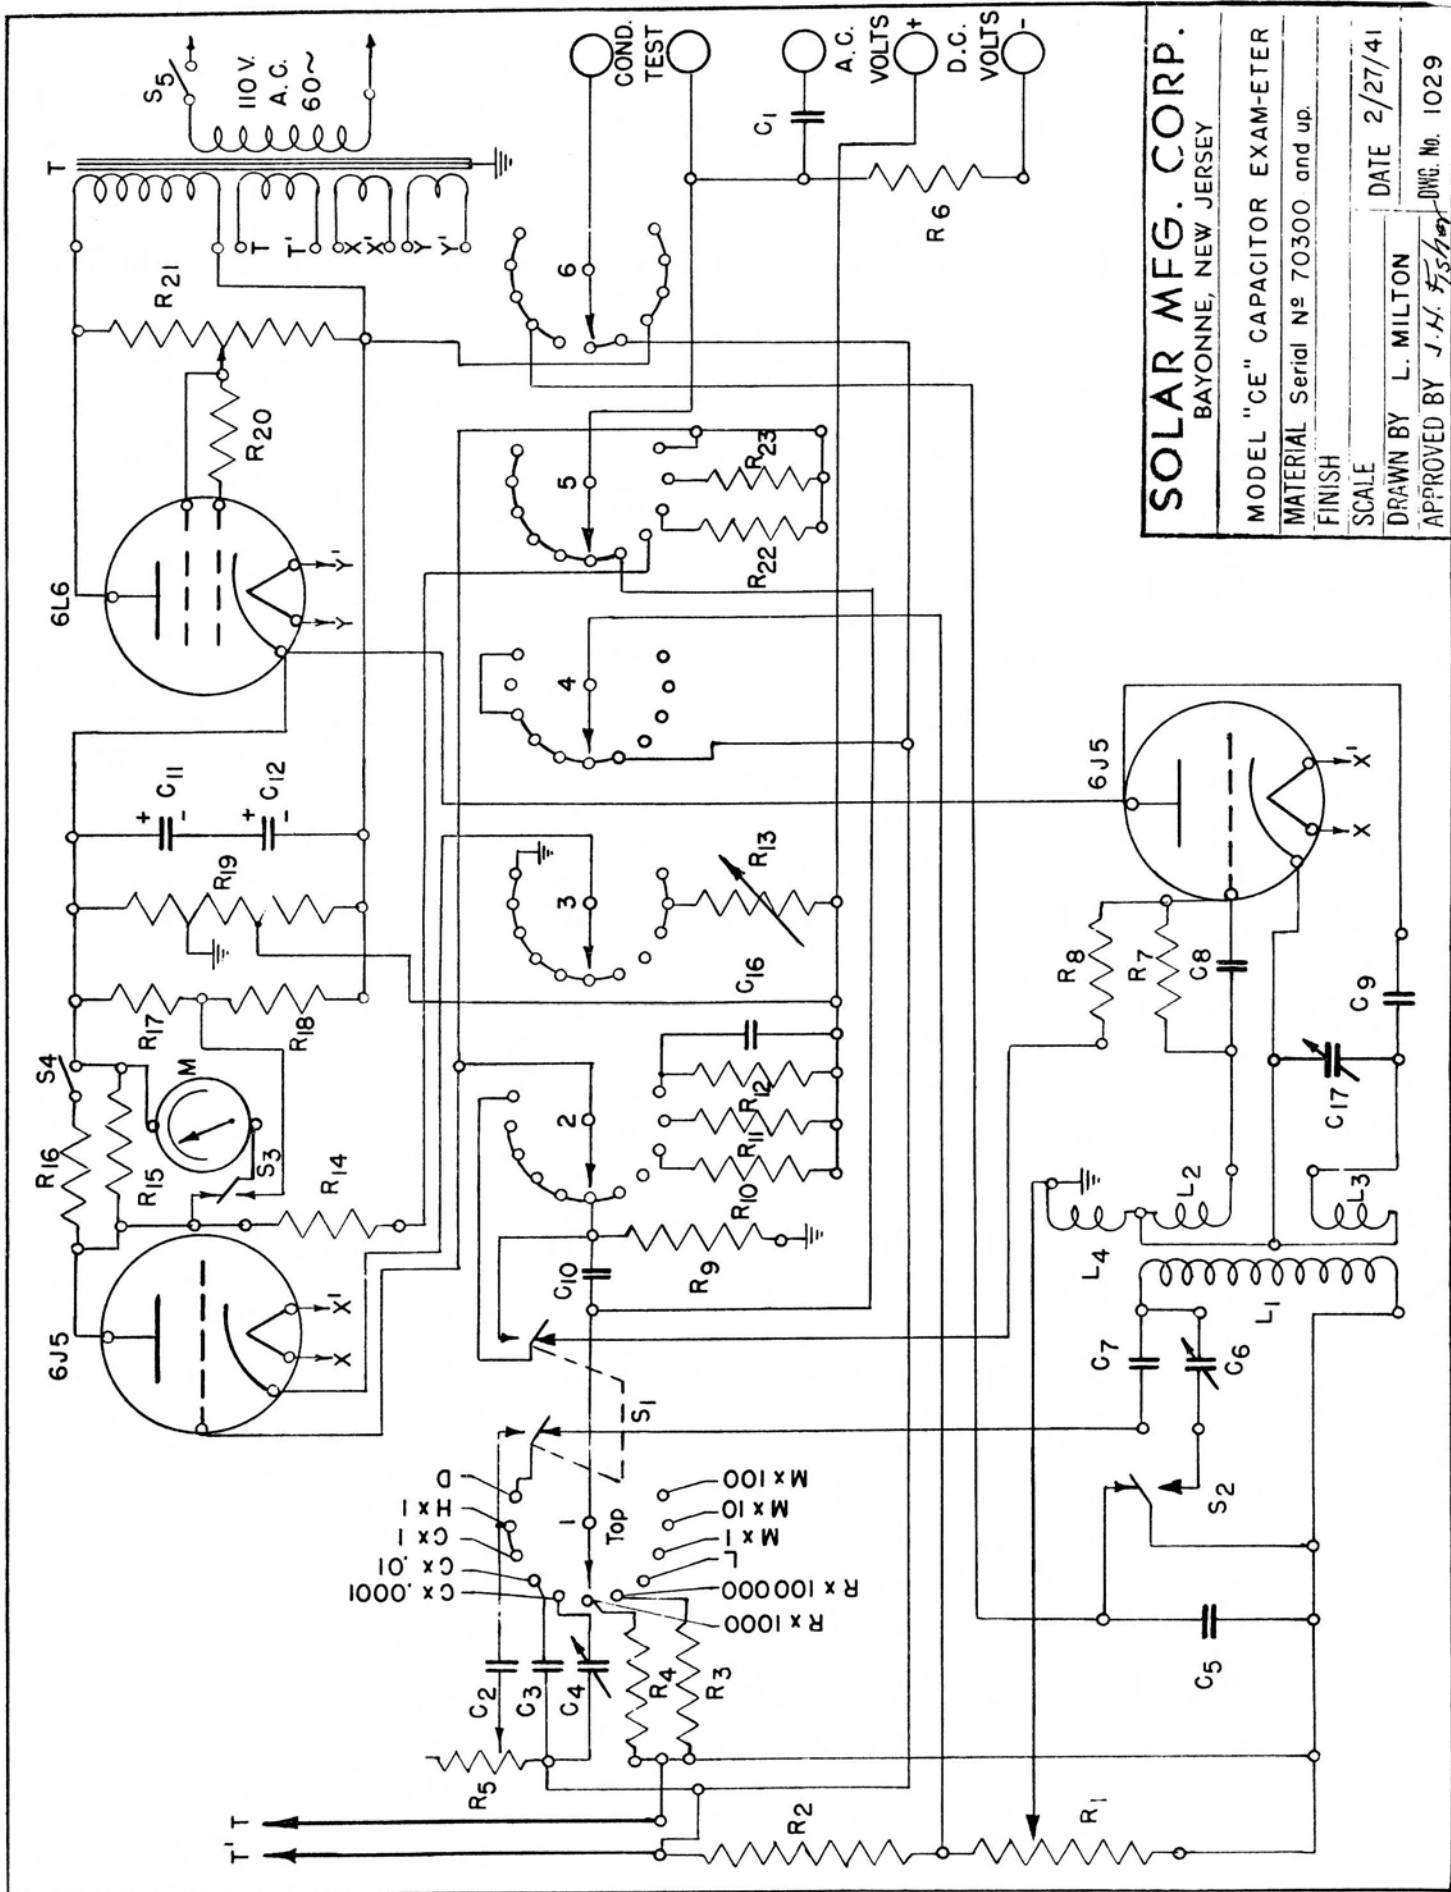 SOLAR MFG. CORP.
BAYONNE, NEW JERSEY
MODEL "CE" CAPACITOR EXAM-ETER
MATERIAL Serial Nº 70300 and up.
FINISH
SCALE
DATE 2/27/41
DRAWN BY L. MILTON
APPROVED BY J.H. Fisher
DWG. No. 1029
S5
110 V.
A.C.
60~
T
T
T'
X
X'
Y
Y'
R21
R20
6L6
Y
Y'
COND.
TEST
A.C.
VOLTS
+
D.C.
VOLTS
-
C1
R6
6
5
R23
R22
4
3
R13
C16
2
R12
R11
R10
C11
+
-
C12
+
-
R19
R17
R18
S4
M
R16
R15
S3
R14
6J5
X
X'
C10
R9
S1
1
Top
D
H x 1
C x 1
C x .01
C x .0001
R x 1000
R x 100000
L
M x 1
M x 10
M x 100
C2
C3
C4
R4
R3
R5
T
T'
R2
R1
6J5
X
X'
R8
R7
C8
C9
C17
L2
L3
L4
L1
C7
C6
S2
C5